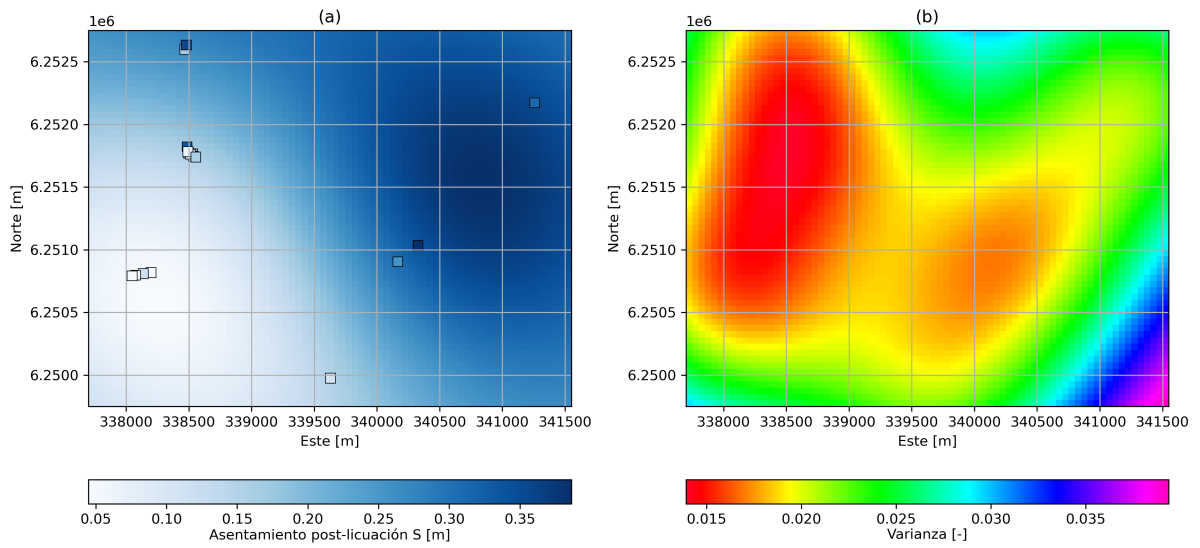 (a)
1e6
6.2525
6.2520
6.2515
6.2510
6.2505
6.2500
Norte [m]
338000 338500 339000 339500 340000 340500 341000 341500
Este [m]
0.05 0.10 0.15 0.20 0.25 0.30 0.35
Asentamiento post-licuación S [m]
(b)
1e6
6.2525
6.2520
6.2515
6.2510
6.2505
6.2500
Norte [m]
338000 338500 339000 339500 340000 340500 341000 341500
Este [m]
0.015 0.020 0.025 0.030 0.035
Varianza [-]